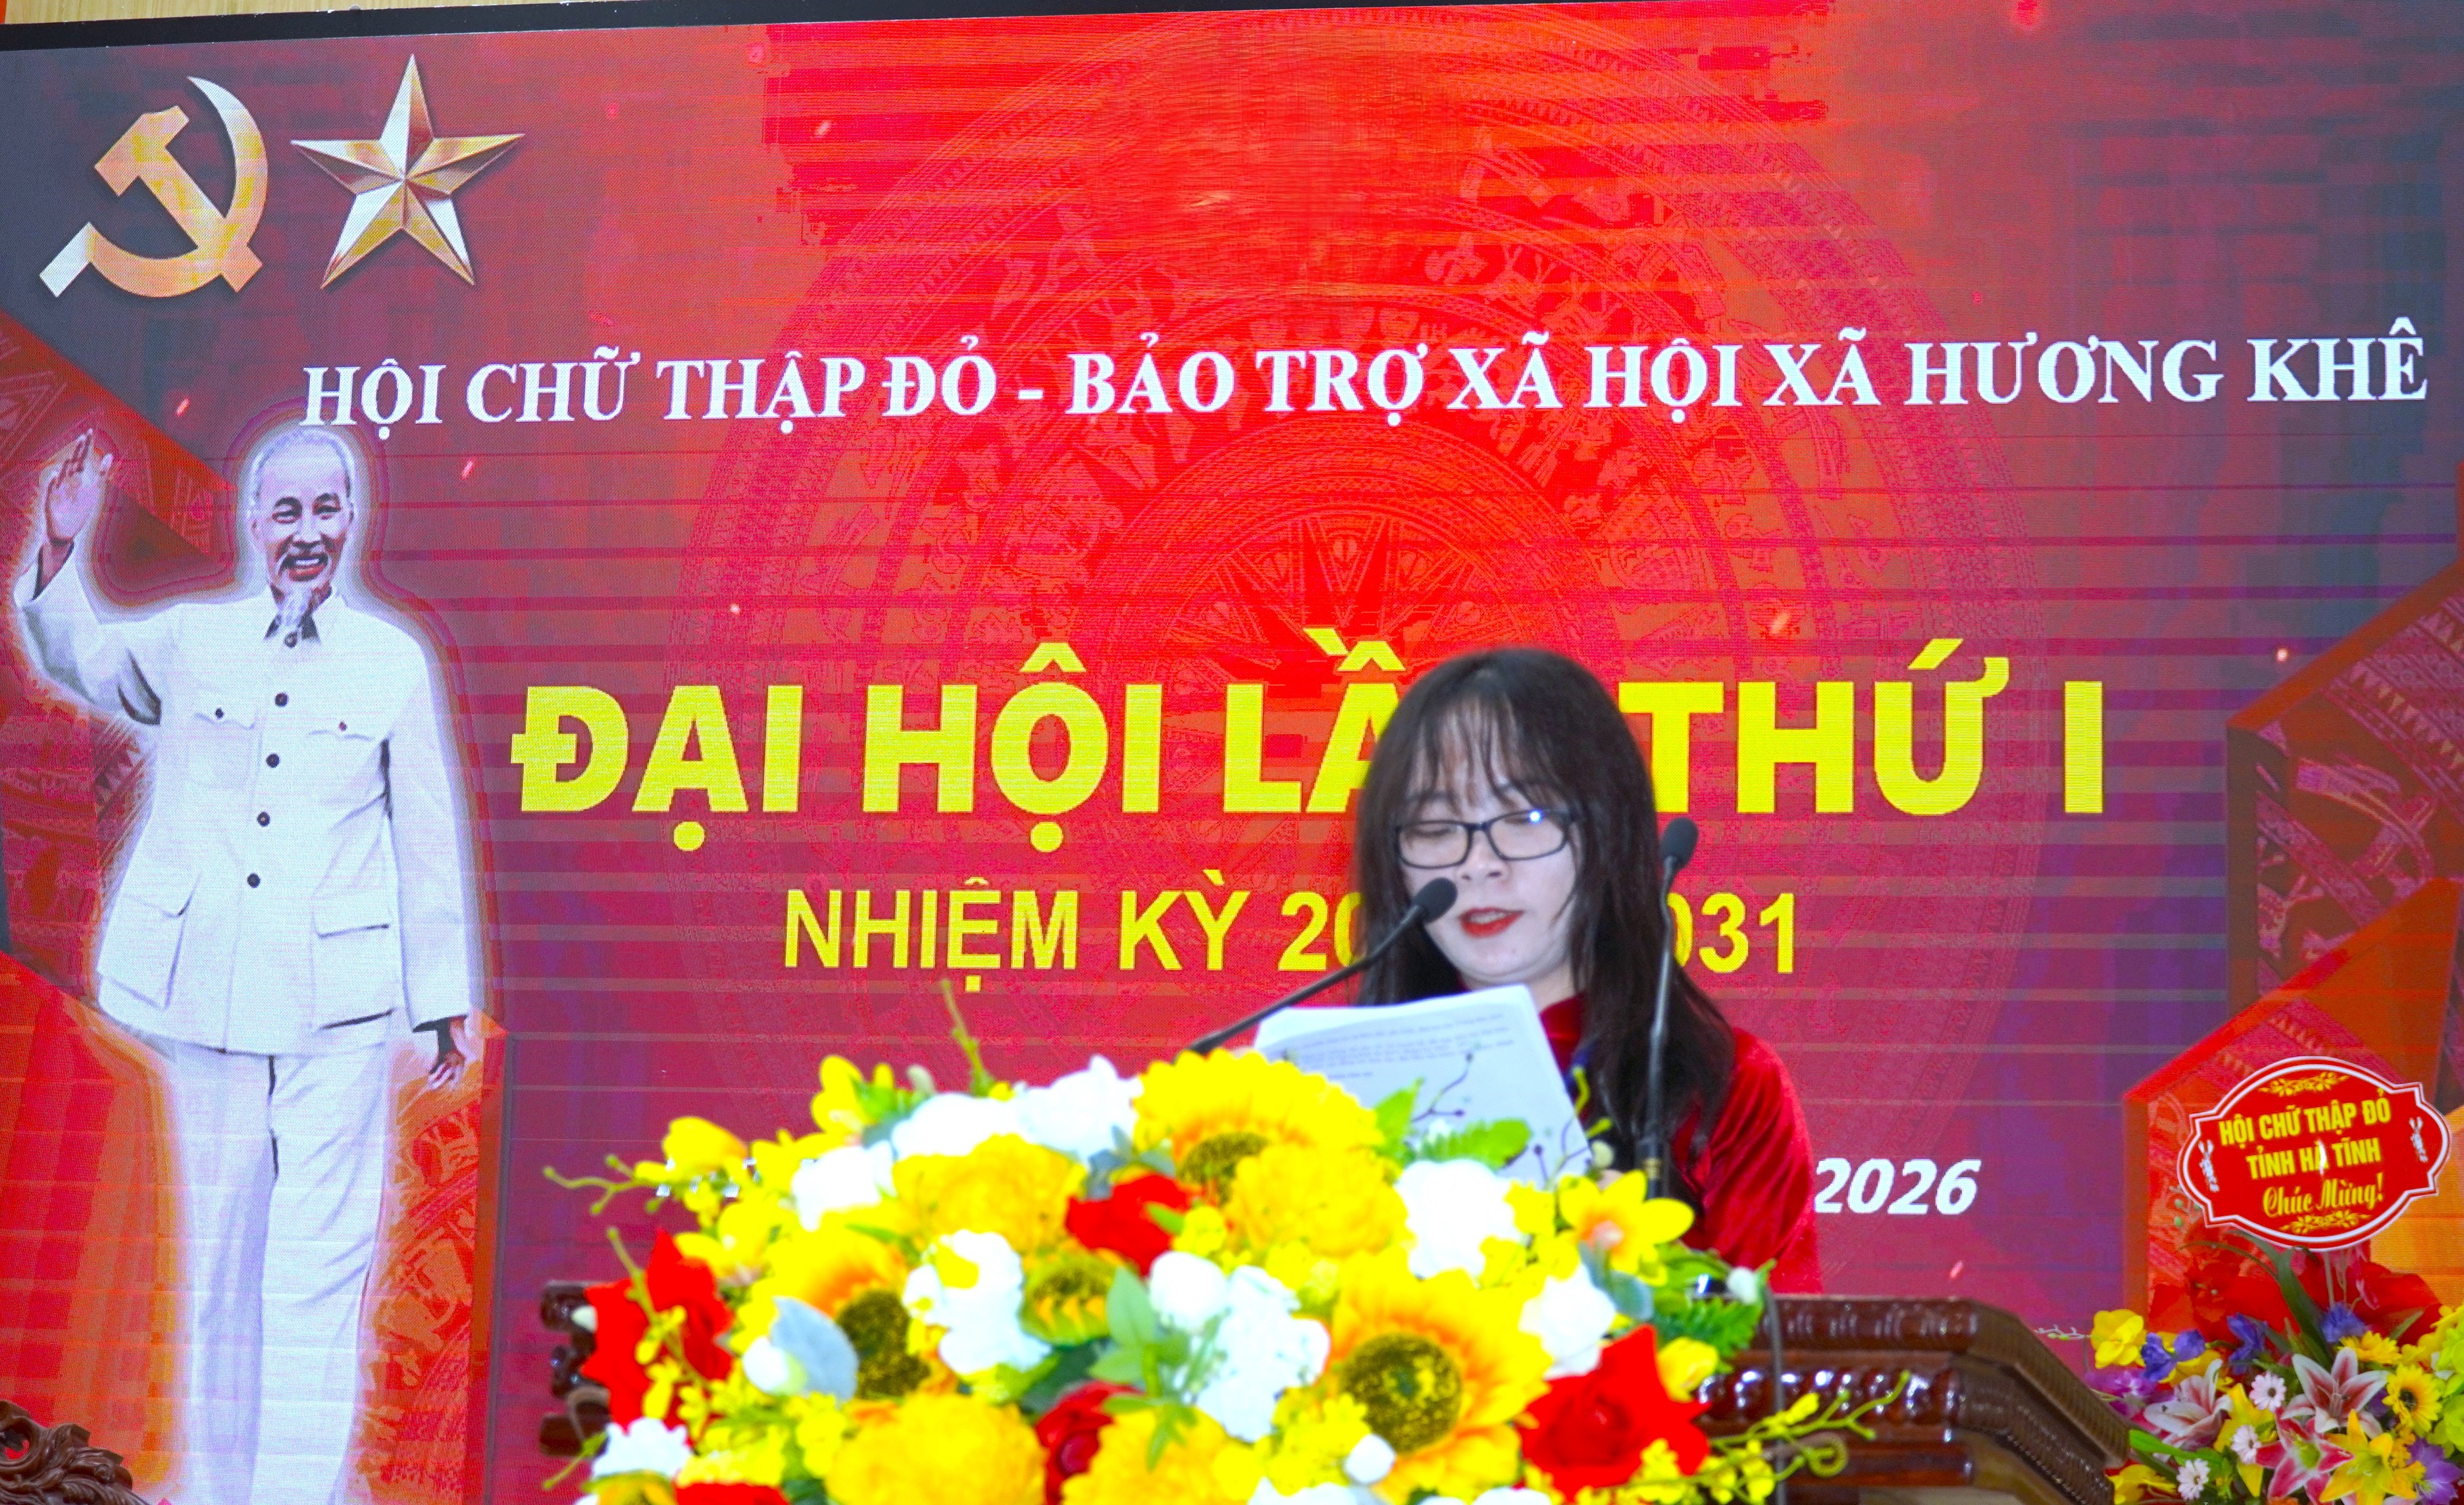 HỘI CHỮ THẬP ĐỎ - BẢO TRỢ XÃ HỘI XÃ HƯƠNG KHÊ
ĐẠI HỘI THỨ I
NHIỆM KỲ
2026
HỘI CHỮ THẬP ĐỎ
TỈNH HÀ TĨNH
Chúc Mừng!